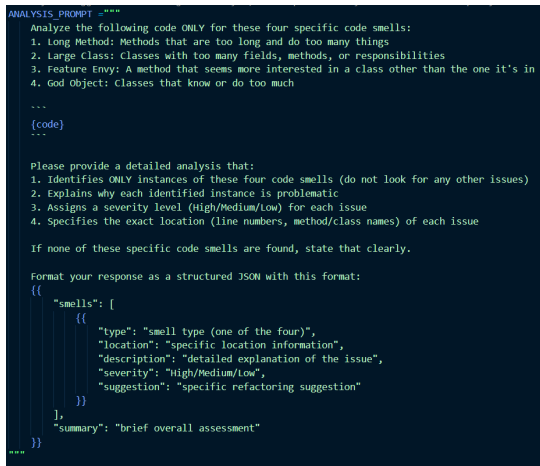 ANALYSIS_PROMPT ="""
    Analyze the following code ONLY for these four specific code smells:
    1. Long Method: Methods that are too long and do too many things
    2. Large Class: Classes with too many fields, methods, or responsibilities
    3. Feature Envy: A method that seems more interested in a class other than the one it's in
    4. God Object: Classes that know or do too much

    ```
    {code}
    ```

    Please provide a detailed analysis that:
    1. Identifies ONLY instances of these four code smells (do not look for any other issues)
    2. Explains why each identified instance is problematic
    3. Assigns a severity level (High/Medium/Low) for each issue
    4. Specifies the exact location (line numbers, method/class names) of each issue

    If none of these specific code smells are found, state that clearly.

    Format your response as a structured JSON with this format:
    {{
        "smells": [
            {{
                "type": "smell type (one of the four)",
                "location": "specific location information",
                "description": "detailed explanation of the issue",
                "severity": "High/Medium/Low",
                "suggestion": "specific refactoring suggestion"
            }}
        ],
        "summary": "brief overall assessment"
    }}
"""